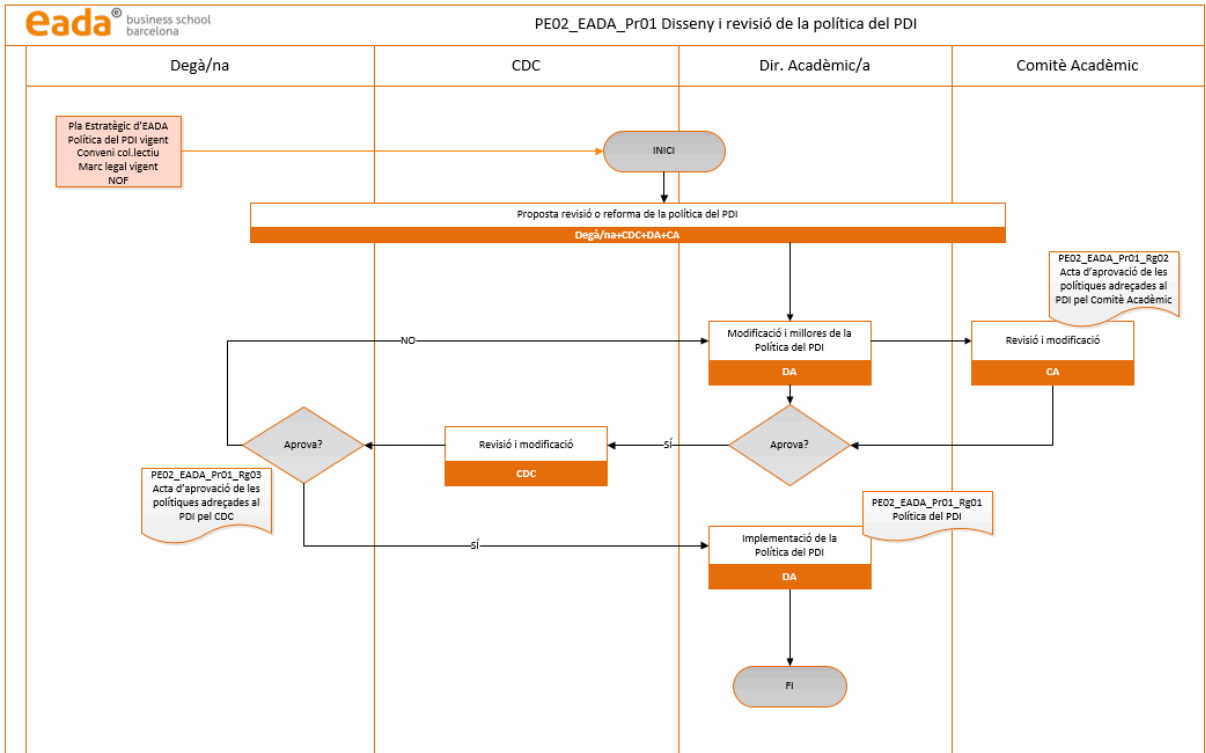 eada® business school
barcelona
PE02_EADA_Pr01 Disseny i revisió de la política del PDI
Degà/na
CDC
Dir. Acadèmic/a
Comitè Acadèmic
Pla Estratègic d'EADA
Política del PDI vigent
Conveni col.lectiu
Marc legal vigent
NOF
INICI
Proposta revisió o reforma de la política del PDI
Degà/na+CDC+DA+CA
PE02_EADA_Pr01_Rg02
Acta d'aprovació de les
polítiques adreçades al
PDI pel Comitè Acadèmic
NO
Modificació i millores de la
Política del PDI
DA
Revisió i modificació
CA
Aprova?
Revisió i modificació
CDC
SÍ
Aprova?
PE02_EADA_Pr01_Rg03
Acta d'aprovació de les
polítiques adreçades al
PDI pel CDC
PE02_EADA_Pr01_Rg01
Política del PDI
SÍ
Implementació de la
Política del PDI
DA
FI